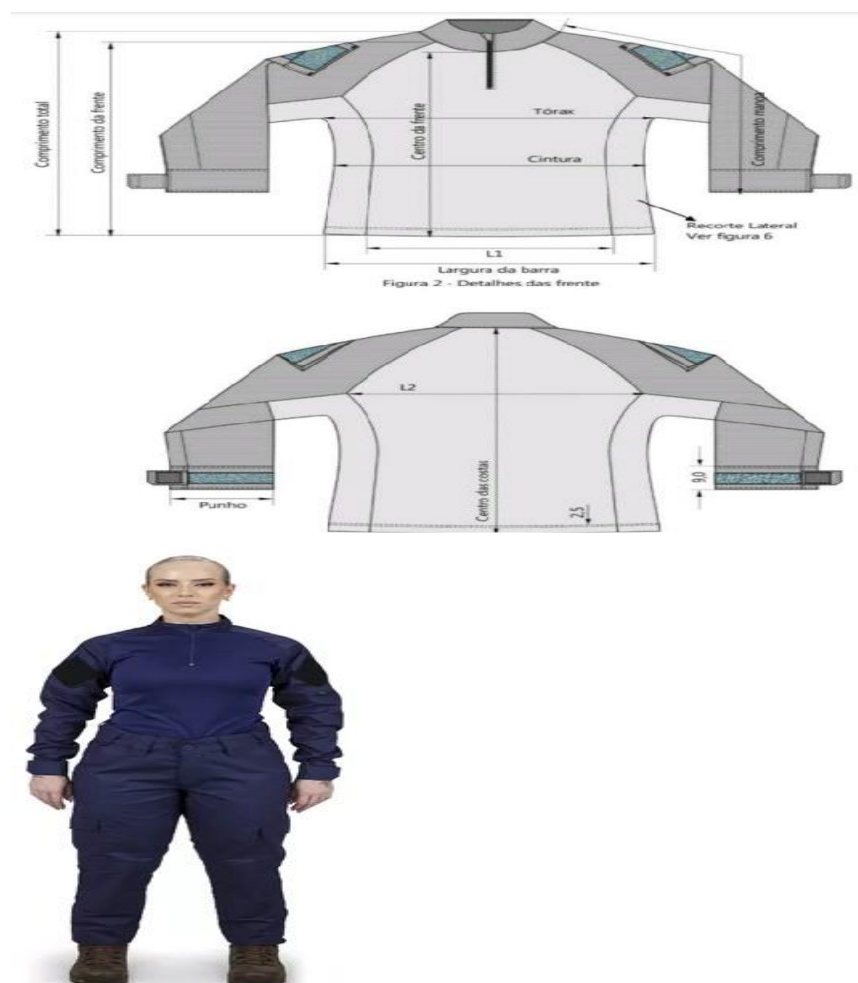 Comprimento total
Comprimento da frente
Centro da frente
Tórax
Cintura
Comprimento manga
Recorte Lateral
Ver figura 6
L1
Largura da barra
Figura 2 - Detalhes das frente
L2
Centro das costas
2,5
9,0
Punho